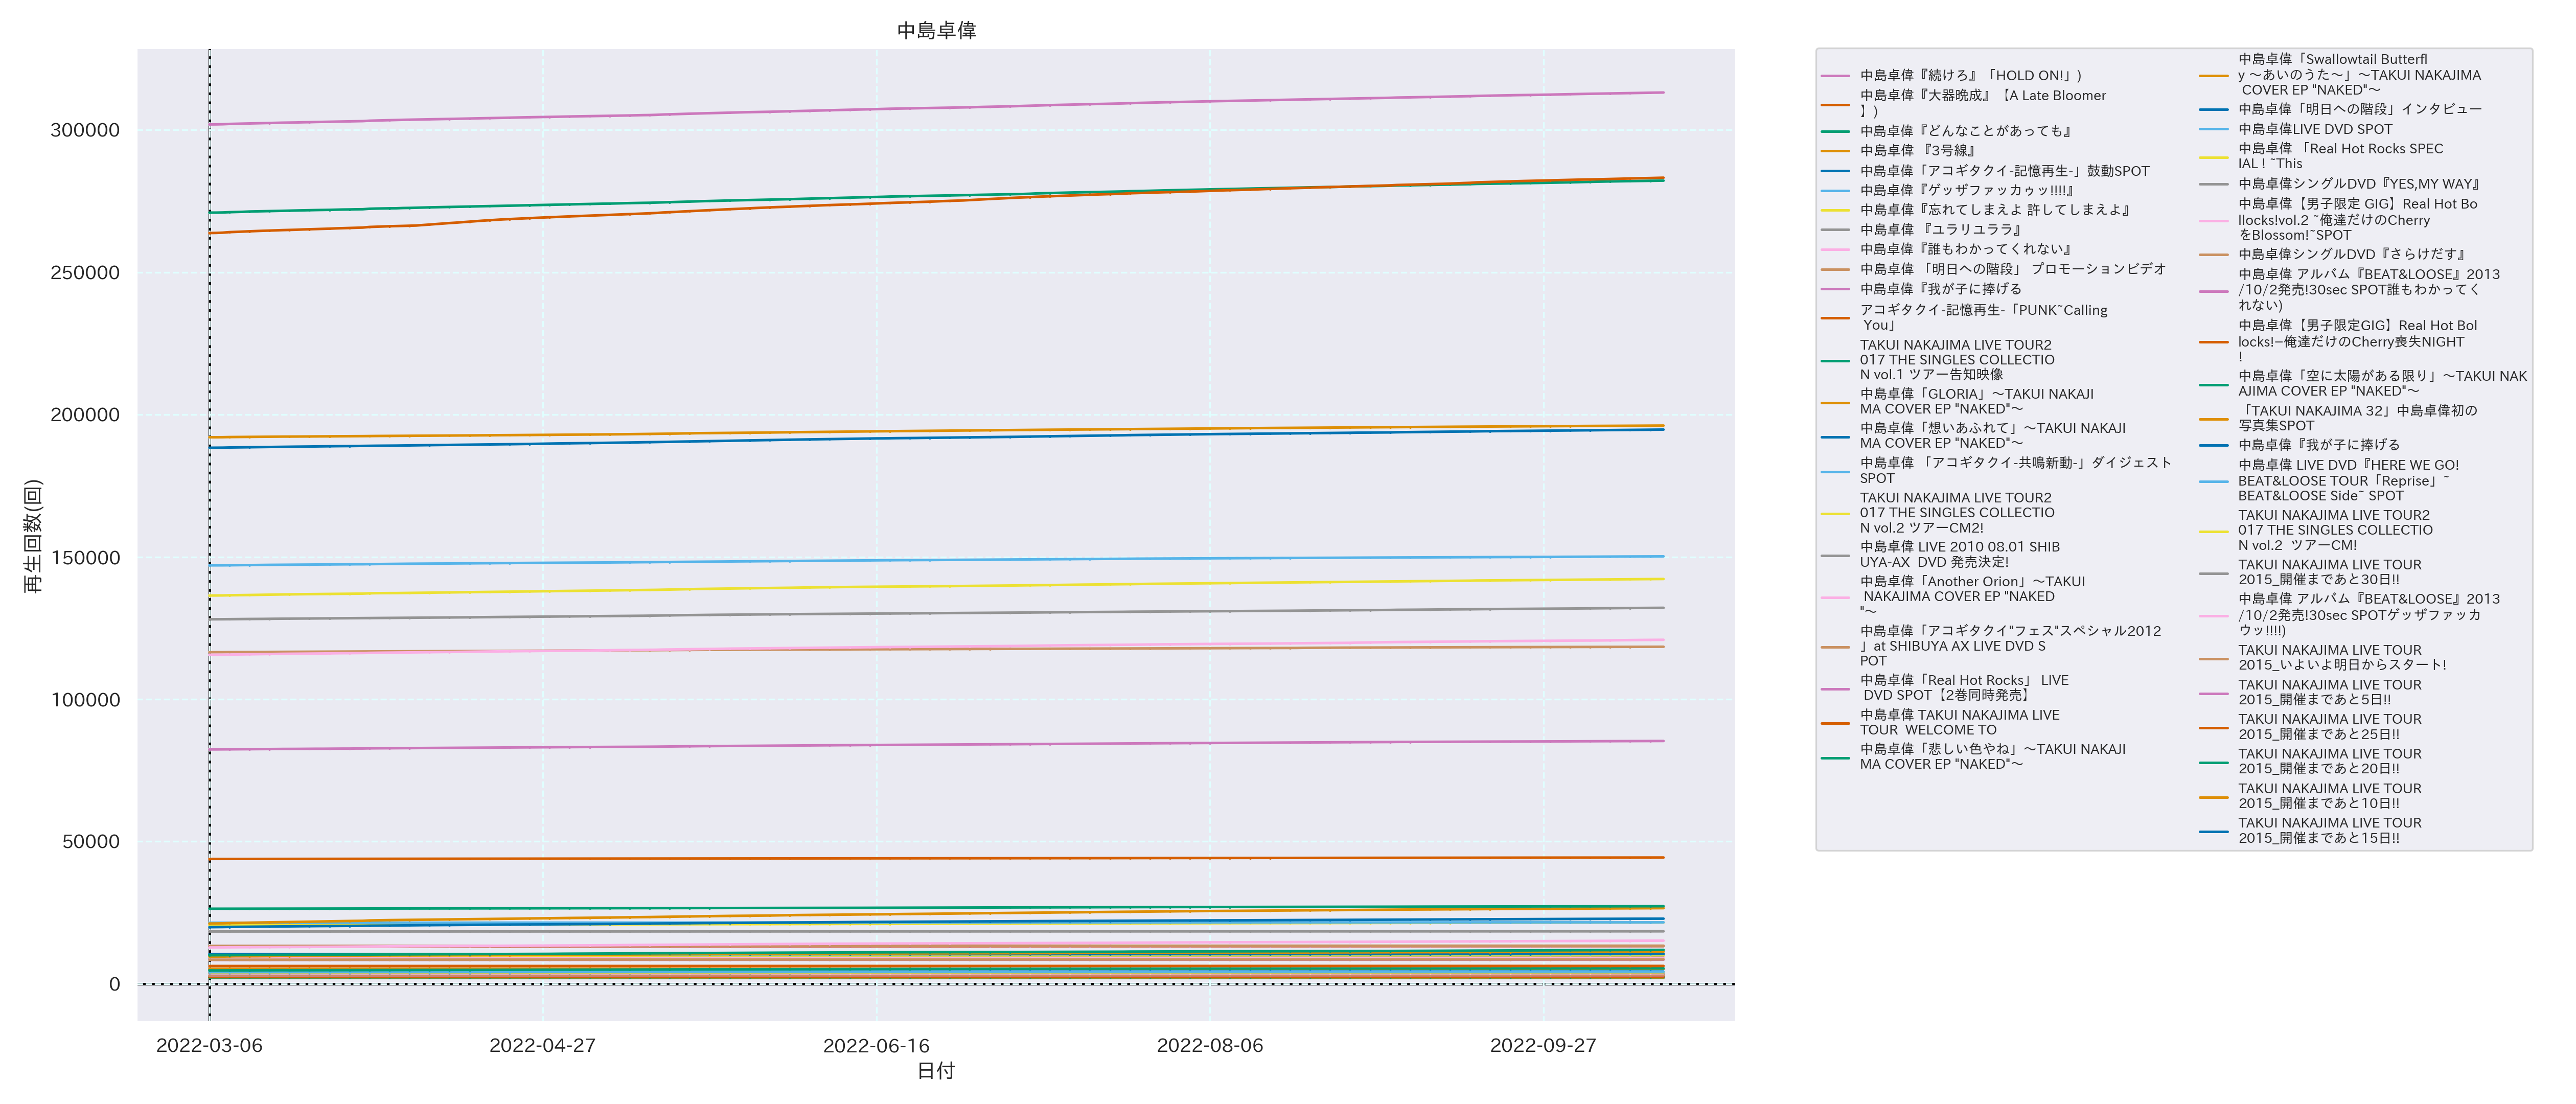 中島卓偉
再生回数(回)
300000
250000
200000
150000
100000
50000
0
2022-03-06
2022-04-27
2022-06-16
2022-08-06
2022-09-27
日付
中島卓偉『続けろ』「HOLD ON!」)
中島卓偉『大器晩成』【A Late Bloomer
】)
中島卓偉『どんなことがあっても』
中島卓偉 『3号線』
中島卓偉「アコギタクイ-記憶再生-」鼓動SPOT
中島卓偉『ゲッザファッカゥッ!!!!』
中島卓偉『忘れてしまえよ 許してしまえよ』
中島卓偉 『ユラリユララ』
中島卓偉『誰もわかってくれない』
中島卓偉 「明日への階段」 プロモーションビデオ
中島卓偉『我が子に捧げる
アコギタクイ-記憶再生-「PUNK~Calling
You」
TAKUI NAKAJIMA LIVE TOUR2
017 THE SINGLES COLLECTIO
N vol.1 ツアー告知映像
中島卓偉「GLORIA」～TAKUI NAKAJI
MA COVER EP "NAKED"～
中島卓偉「想いあふれて」～TAKUI NAKAJI
MA COVER EP "NAKED"～
中島卓偉 「アコギタクイ-共鳴新動-」ダイジェスト
SPOT
TAKUI NAKAJIMA LIVE TOUR2
017 THE SINGLES COLLECTIO
N vol.2 ツアーCM2!
中島卓偉 LIVE 2010 08.01 SHIB
UYA-AX  DVD 発売決定!
中島卓偉「Another Orion」～TAKUI
NAKAJIMA COVER EP "NAKED
"～
中島卓偉「アコギタクイ"フェス"スペシャル2012
」at SHIBUYA AX LIVE DVD S
POT
中島卓偉「Real Hot Rocks」 LIVE
DVD SPOT【2巻同時発売】
中島卓偉 TAKUI NAKAJIMA LIVE
TOUR  WELCOME TO
中島卓偉「悲しい色やね」～TAKUI NAKAJI
MA COVER EP "NAKED"～
中島卓偉「Swallowtail Butterfl
y ～あいのうた～」～TAKUI NAKAJIMA
COVER EP "NAKED"～
中島卓偉「明日への階段」インタビュー
中島卓偉LIVE DVD SPOT
中島卓偉 「Real Hot Rocks SPEC
IAL ! ~This
中島卓偉シングルDVD『YES,MY WAY』
中島卓偉【男子限定 GIG】Real Hot Bo
llocks!vol.2 ~俺達だけのCherry
をBlossom!~SPOT
中島卓偉シングルDVD『さらけだす』
中島卓偉 アルバム『BEAT&LOOSE』2013
/10/2発売!30sec SPOT誰もわかってく
れない)
中島卓偉【男子限定GIG】Real Hot Bol
locks!−俺達だけのCherry喪失NIGHT
!
中島卓偉「空に太陽がある限り」～TAKUI NAK
AJIMA COVER EP "NAKED"～
「TAKUI NAKAJIMA 32」中島卓偉初の
写真集SPOT
中島卓偉『我が子に捧げる
中島卓偉 LIVE DVD『HERE WE GO!
BEAT&LOOSE TOUR「Reprise」~
BEAT&LOOSE Side~ SPOT
TAKUI NAKAJIMA LIVE TOUR2
017 THE SINGLES COLLECTIO
N vol.2  ツアーCM!
TAKUI NAKAJIMA LIVE TOUR
2015_開催まであと30日!!
中島卓偉 アルバム『BEAT&LOOSE』2013
/10/2発売!30sec SPOTゲッザファッカ
ウッ!!!!)
TAKUI NAKAJIMA LIVE TOUR
2015_いよいよ明日からスタート!
TAKUI NAKAJIMA LIVE TOUR
2015_開催まであと5日!!
TAKUI NAKAJIMA LIVE TOUR
2015_開催まであと25日!!
TAKUI NAKAJIMA LIVE TOUR
2015_開催まであと20日!!
TAKUI NAKAJIMA LIVE TOUR
2015_開催まであと10日!!
TAKUI NAKAJIMA LIVE TOUR
2015_開催まであと15日!!